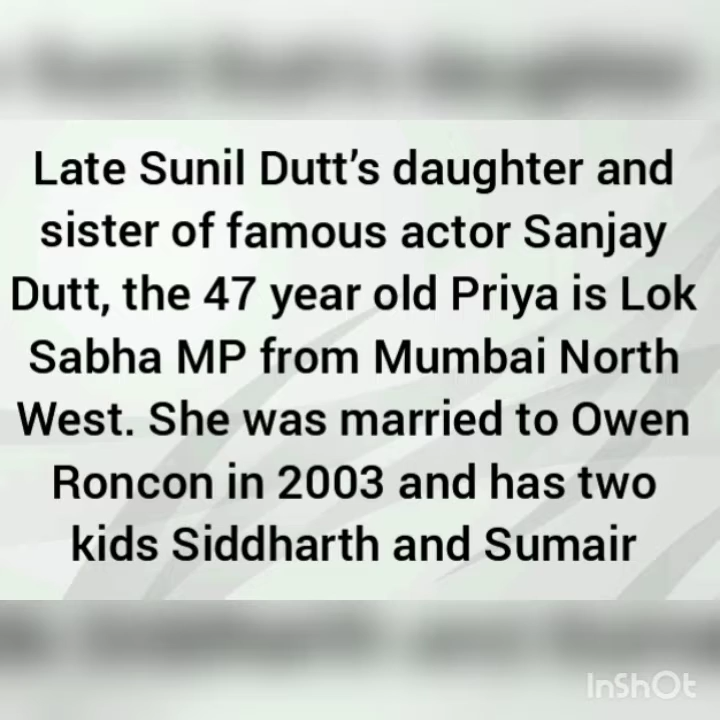 Late Sunil Dutt's daughter and
sister of famous actor Sanjay
Dutt, the 47 year old Priya is Lok
Sabha MP from Mumbai North
West. She was married to Owen
Roncon in 2003 and has two
kids Siddharth and Sumair
InShOt